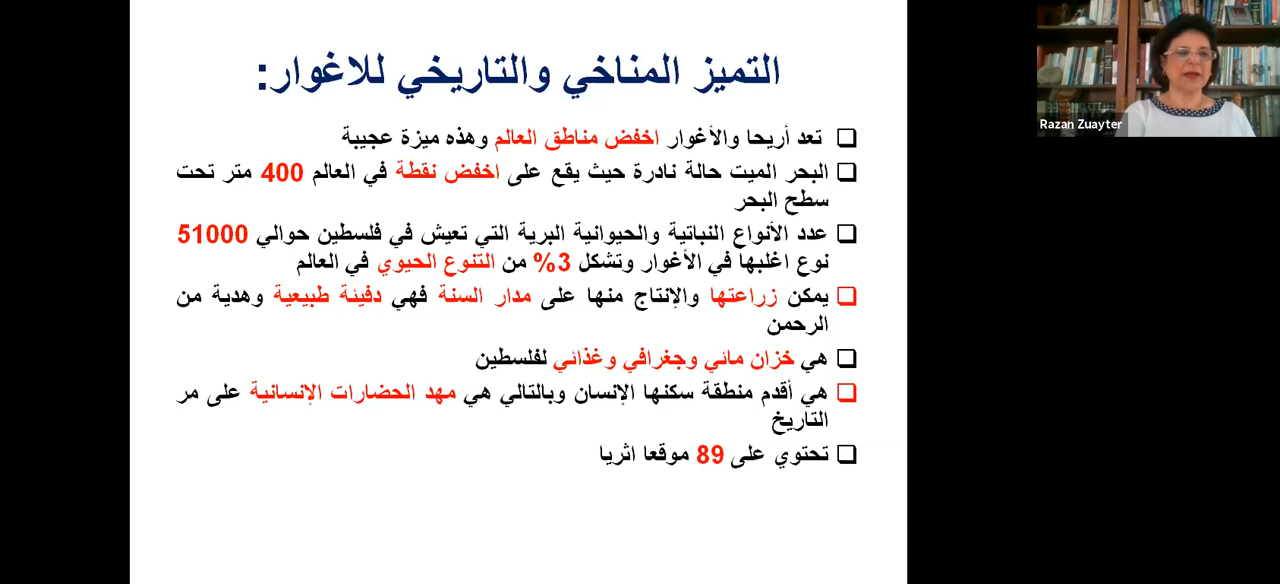 التميز المناخي والتاريخي للاغوار:
تعد أريحا والأغوار اخفض مناطق العالم وهذه ميزة عجيبة
البحر الميت حالة نادرة حيث يقع على اخفض نقطة في العالم 400 متر تحت
سطح البحر
عدد الأنواع النباتية والحيوانية البرية التي تعيش في فلسطين حوالي 51000
نوع اغلبها في الأغوار وتشكل 3% من التنوع الحيوي في العالم
يمكن زراعتها والإنتاج منها على مدار السنة فهي دفيئة طبيعية وهدية من
الرحمن
هي خزان مائي وجغرافي وغذائي لفلسطين
هي أقدم منطقة سكنها الإنسان وبالتالي هي مهد الحضارات الإنسانية على مر
التاريخ
تحتوي على 89 موقعا اثريا
Razan Zuayter